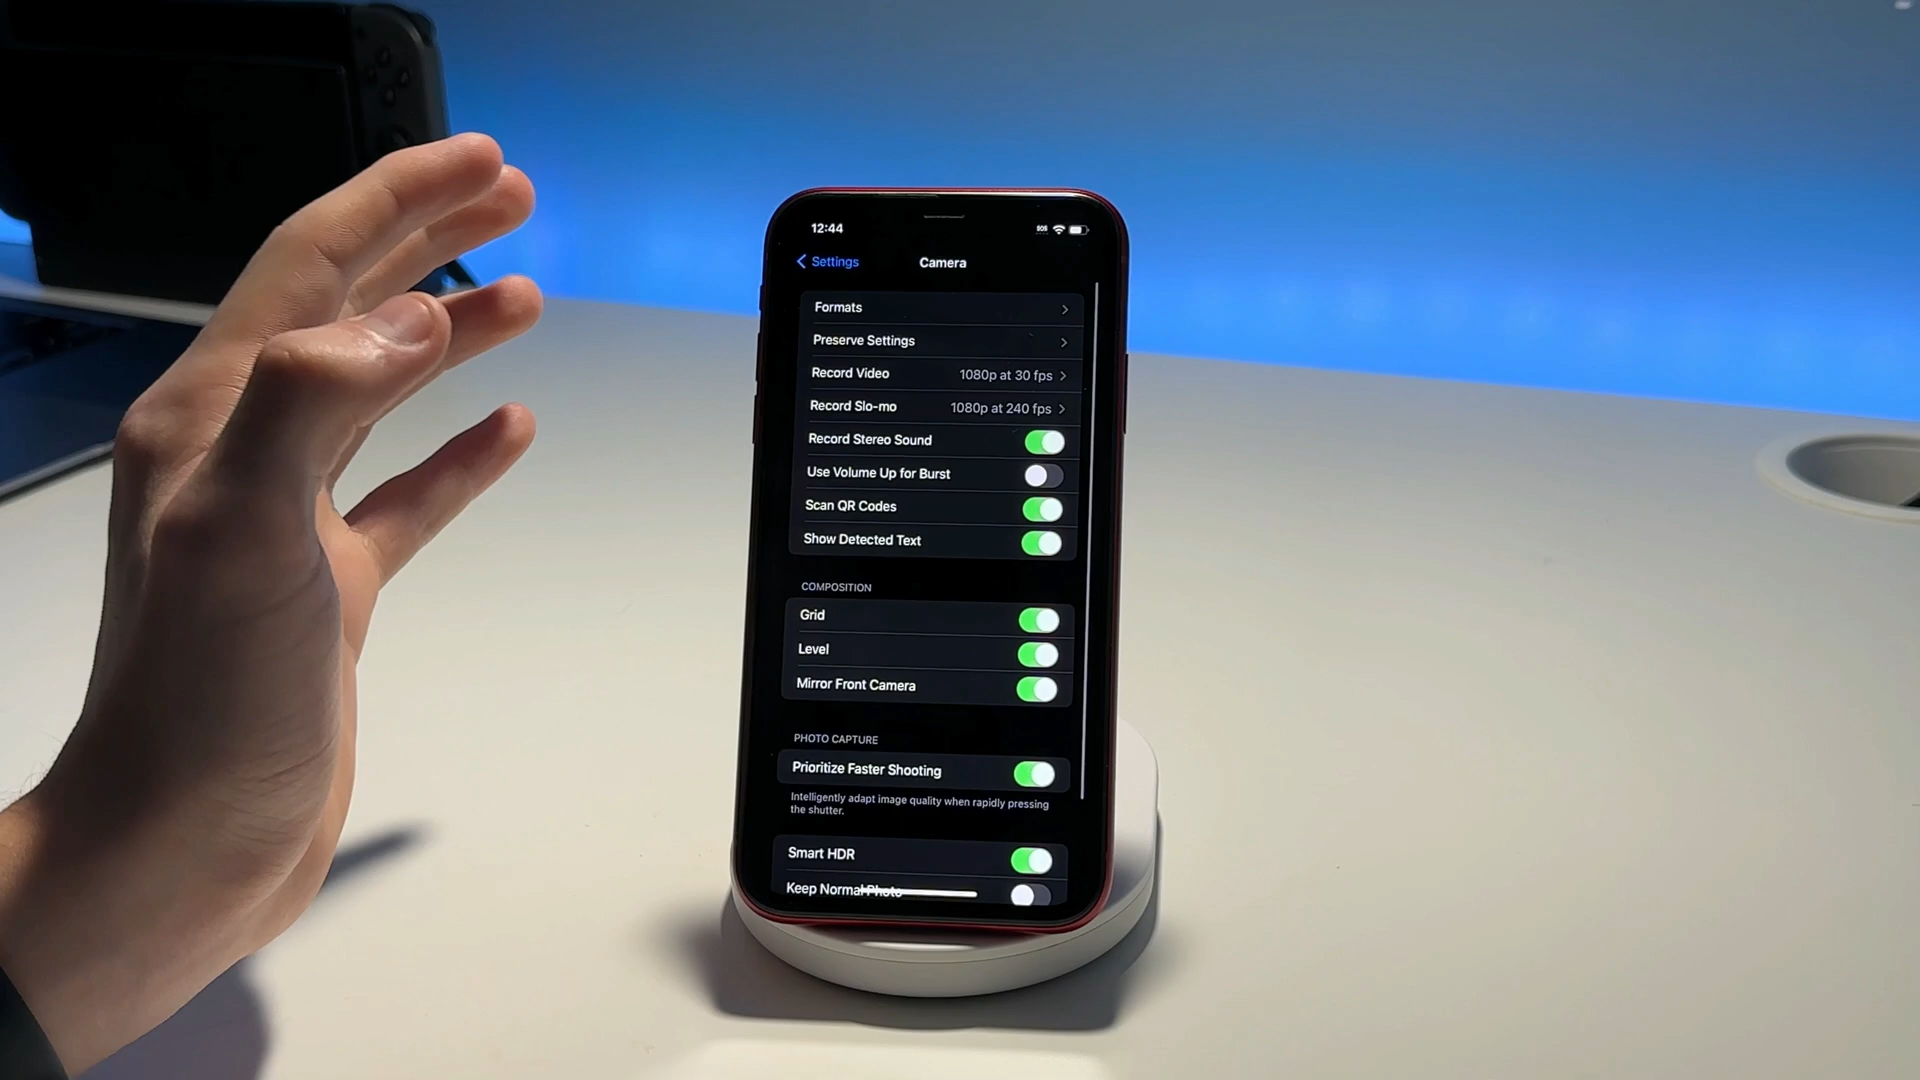 12:44
SOS
Settings
Camera
Formats
Preserve Settings
Record Video 1080p at 30 fps
Record Slo-mo 1080p at 240 fps
Record Stereo Sound
Use Volume Up for Burst
Scan QR Codes
Show Detected Text
COMPOSITION
Grid
Level
Mirror Front Camera
PHOTO CAPTURE
Prioritize Faster Shooting
Intelligently adapt image quality when rapidly pressing
the shutter.
Smart HDR
Keep Normal Photo